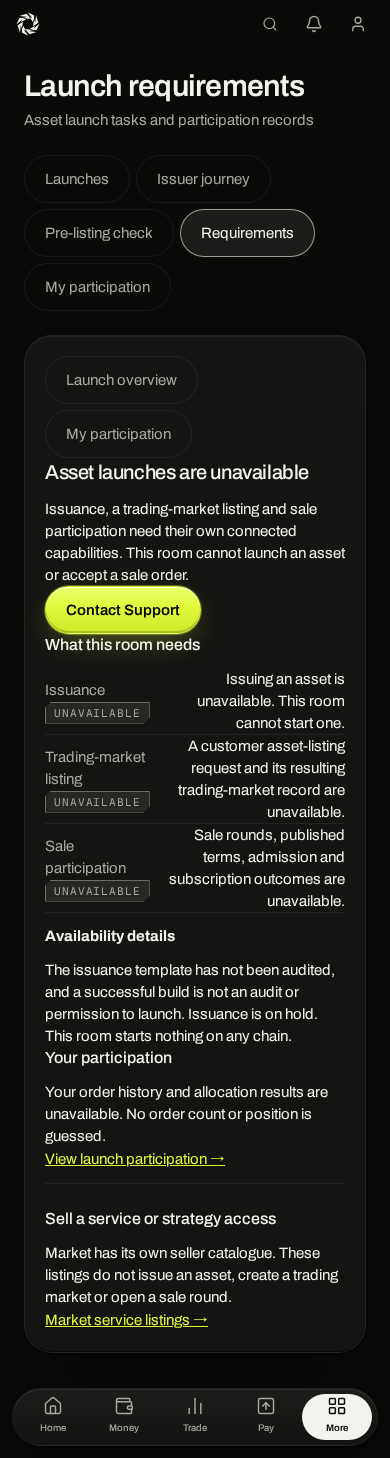 Launch requirements
Asset launch tasks and participation records
Launches
Issuer journey
Pre-listing check
Requirements
My participation
Launch overview
My participation
Asset launches are unavailable
Issuance, a trading-market listing and sale
participation need their own connected
capabilities. This room cannot launch an asset
or accept a sale order.
Contact Support
What this room needs
Issuance
UNAVAILABLE
Issuing an asset is
unavailable. This room
cannot start one.
Trading-market
listing
UNAVAILABLE
A customer asset-listing
request and its resulting
trading-market record are
unavailable.
Sale
participation
UNAVAILABLE
Sale rounds, published
terms, admission and
subscription outcomes are
unavailable.
Availability details
The issuance template has not been audited,
and a successful build is not an audit or
permission to launch. Issuance is on hold.
This room starts nothing on any chain.
Your participation
Your order history and allocation results are
unavailable. No order count or position is
guessed.
View launch participation →
Sell a service or strategy access
Market has its own seller catalogue. These
listings do not issue an asset, create a trading
market or open a sale round.
Market service listings →
Home
Money
Trade
Pay
More